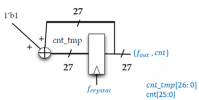 27
1'b1
+
cnt_tmp
+
27
27
{f_out, cnt}
f_crystal
cnt_tmp[26:0]
cnt[25:0]